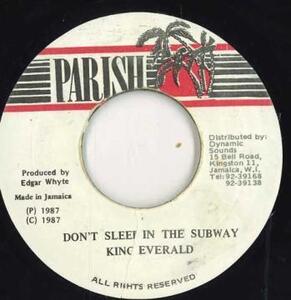 PARISH
Distributed by:
Dynamic
Sounds
15 Bell Road,
Kingston 11,
Jamaica, W.I
Tel:92-39168
92-39138
Produced by
Edgar Whyte
Made in Jamaica
(P) 1987
(C) 1987
DON'T SLEEP IN THE SUBWAY
KING EVERALD
ALL RIGHTS RESERVED